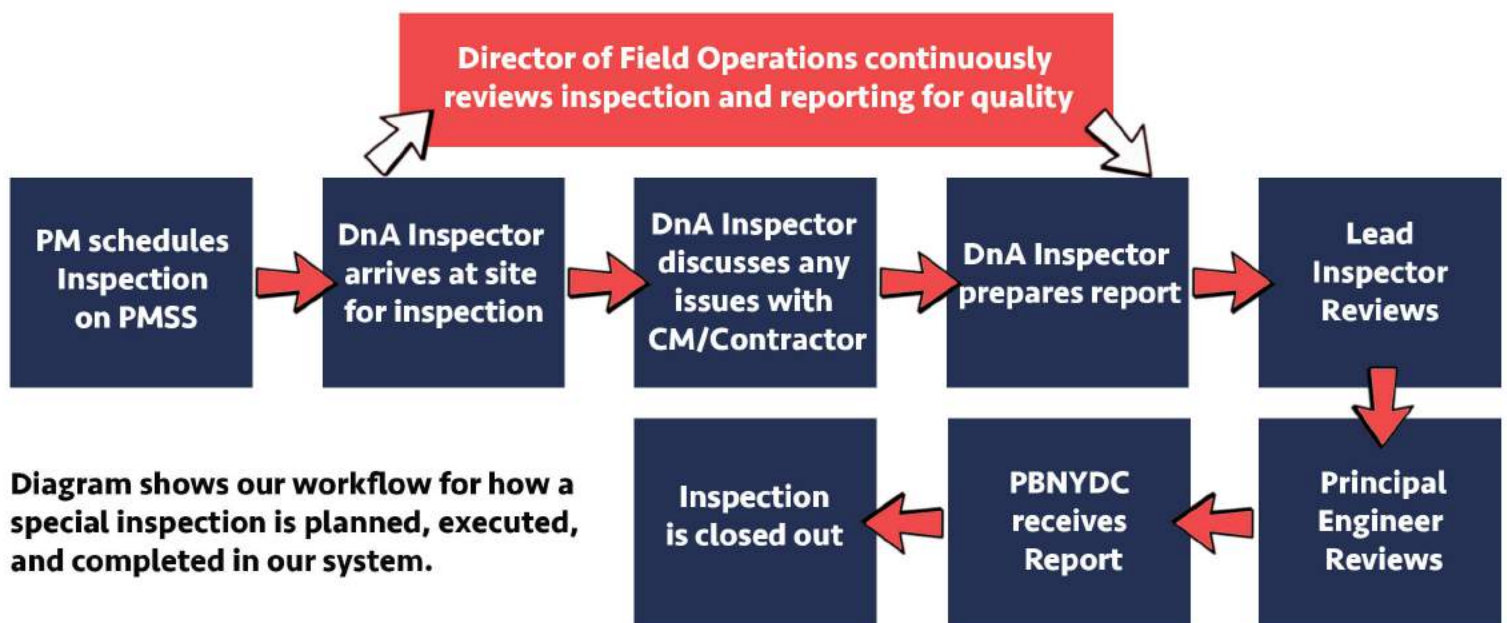 Director of Field Operations continuously
reviews inspection and reporting for quality
PM schedules
Inspection
on PMSS
DnA Inspector
arrives at site
for inspection
DnA Inspector
discusses any
issues with
CM/Contractor
DnA Inspector
prepares report
Lead
Inspector
Reviews
Principal
Engineer
Reviews
PBNYDC
receives
Report
Inspection
is closed out
Diagram shows our workflow for how a
special inspection is planned, executed,
and completed in our system.